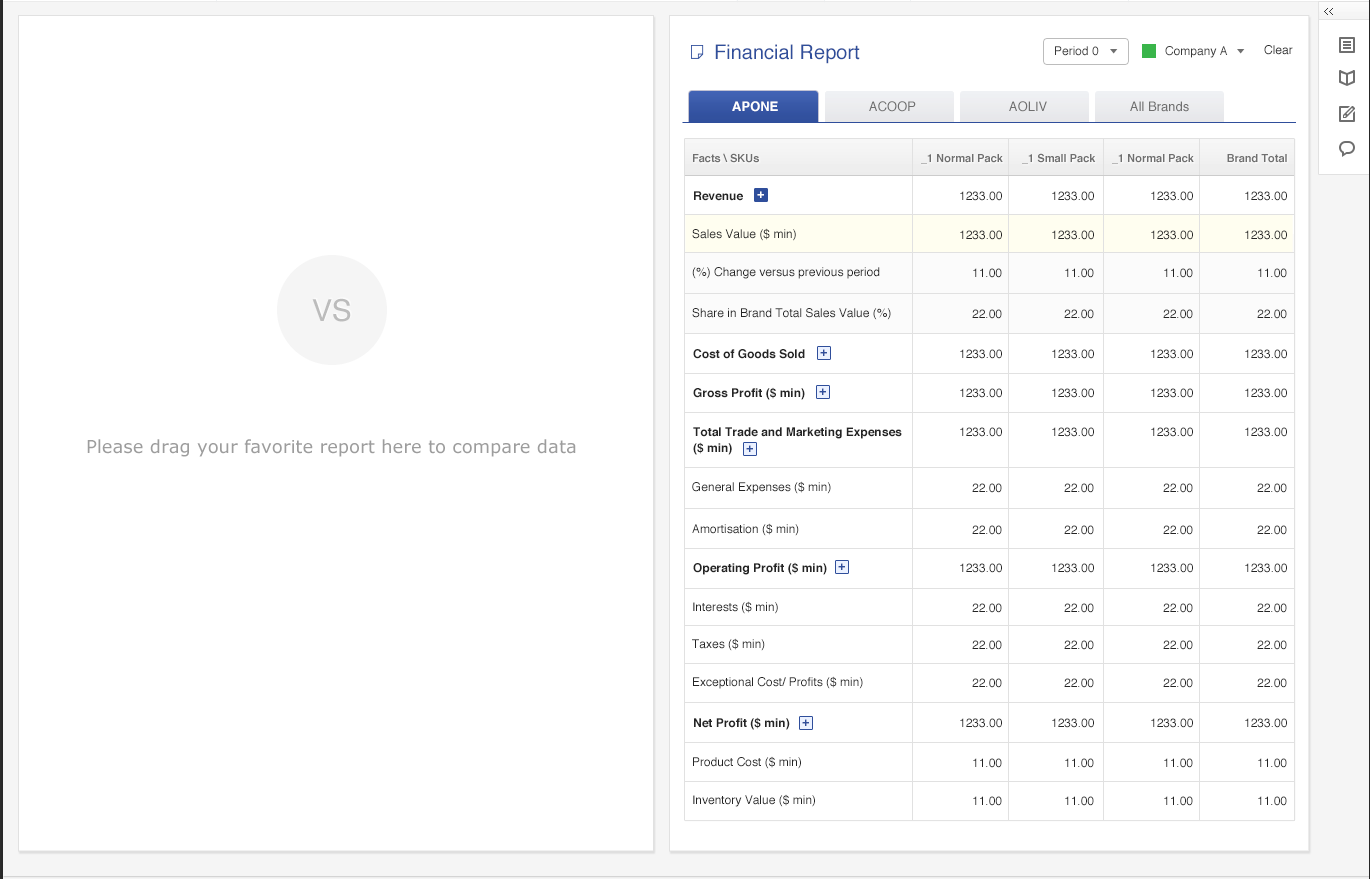 VS
Please drag your favorite report here to compare data
Financial Report
Period 0
Company A
Clear
APONE
ACOOP
AOLIV
All Brands
Facts \ SKUs _1 Normal Pack _1 Small Pack _1 Normal Pack Brand Total
Revenue 1233.00 1233.00 1233.00 1233.00
Sales Value ($ min) 1233.00 1233.00 1233.00 1233.00
(%) Change versus previous period 11.00 11.00 11.00 11.00
Share in Brand Total Sales Value (%) 22.00 22.00 22.00 22.00
Cost of Goods Sold 1233.00 1233.00 1233.00 1233.00
Gross Profit ($ min) 1233.00 1233.00 1233.00 1233.00
Total Trade and Marketing Expenses 1233.00 1233.00 1233.00 1233.00
($ min)
General Expenses ($ min) 22.00 22.00 22.00 22.00
Amortisation ($ min) 22.00 22.00 22.00 22.00
Operating Profit ($ min) 1233.00 1233.00 1233.00 1233.00
Interests ($ min) 22.00 22.00 22.00 22.00
Taxes ($ min) 22.00 22.00 22.00 22.00
Exceptional Cost/ Profits ($ min) 22.00 22.00 22.00 22.00
Net Profit ($ min) 1233.00 1233.00 1233.00 1233.00
Product Cost ($ min) 11.00 11.00 11.00 11.00
Inventory Value ($ min) 11.00 11.00 11.00 11.00